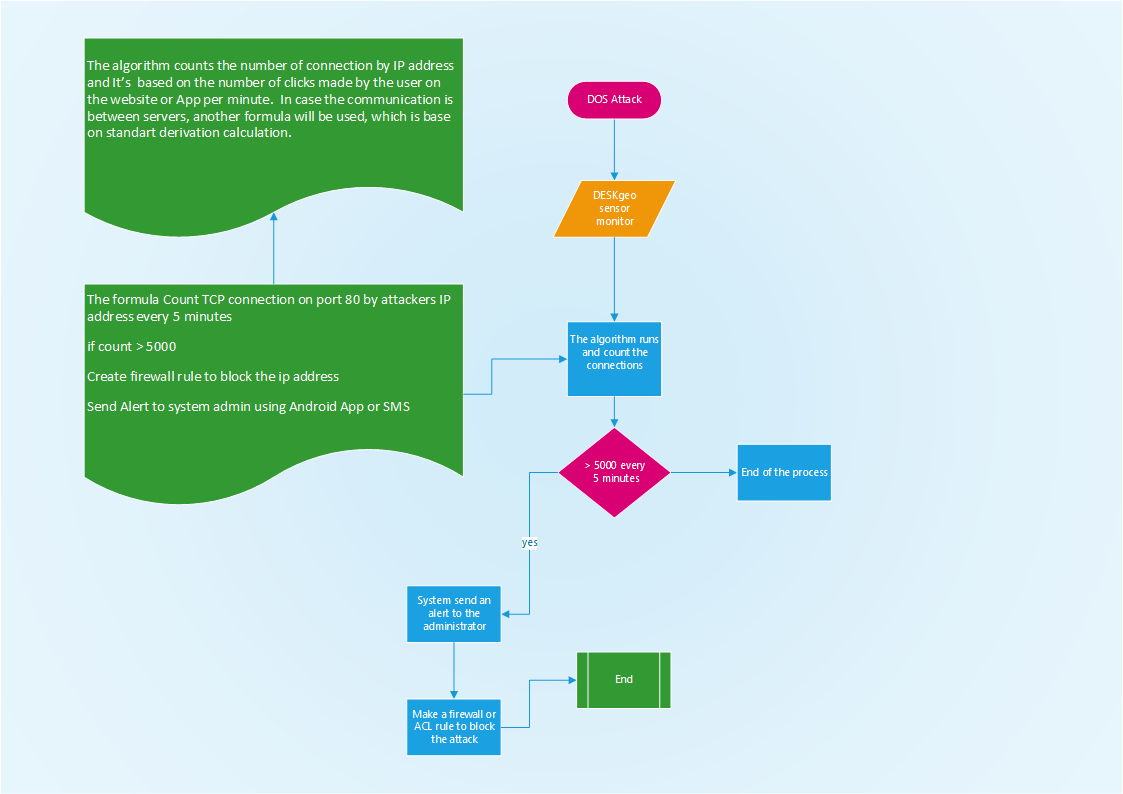 The algorithm counts the number of connection by IP address
and It's  based on the number of clicks made by the user on
the website or App per minute.  In case the communication is
between servers, another formula will be used, which is base
on standart derivation calculation.
DOS Attack
DESKgeo
sensor
monitor
The formula Count TCP connection on port 80 by attackers IP
address every 5 minutes
if count > 5000
Create firewall rule to block the ip address
Send Alert to system admin using Android App or SMS
The algorithm runs
and count the
connections
> 5000 every
5 minutes
End of the process
yes
System send an
alert to the
administrator
Make a firewall or
ACL rule to block
the attack
End